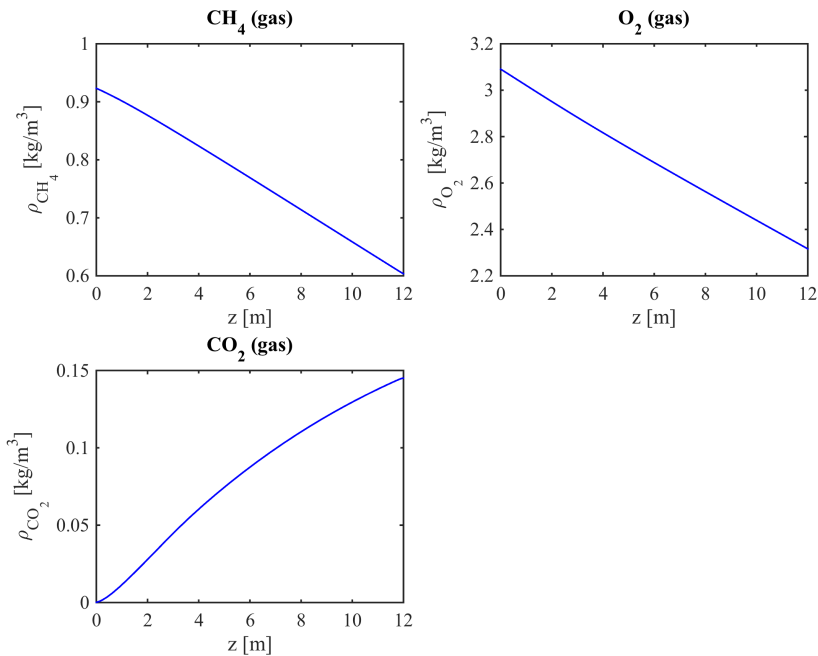 CH₄ (gas)
1
0.9
0.8
0.7
0.6
ρCH₄ [kg/m³]
0 2 4 6 8 10 12
z [m]
O₂ (gas)
3.2
3
2.8
2.6
2.4
2.2
ρO₂ [kg/m³]
0 2 4 6 8 10 12
z [m]
CO₂ (gas)
0.15
0.1
0.05
0
ρCO₂ [kg/m³]
0 2 4 6 8 10 12
z [m]